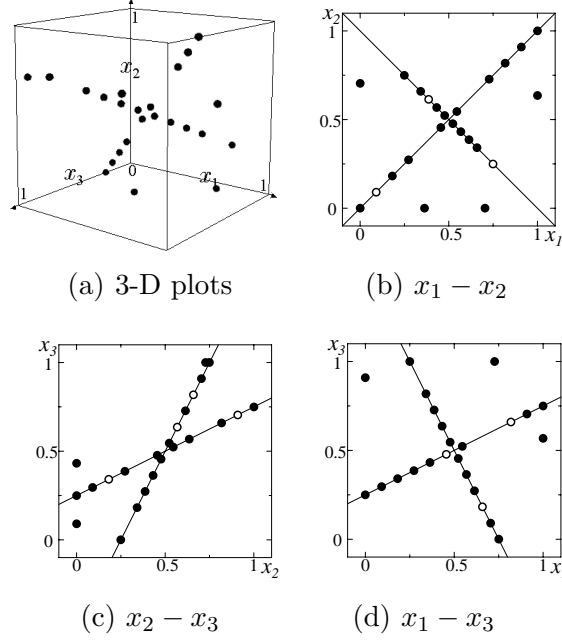 1
x₂
x₃
0
x₁
1
1
(a) 3-D plots
x₂
1
0.5
0
0
0.5
1
x₁
(b) x₁ − x₂
x₃
1
0.5
0
0
0.5
1
x₂
(c) x₂ − x₃
x₃
1
0.5
0
0
0.5
1
x
(d) x₁ − x₃